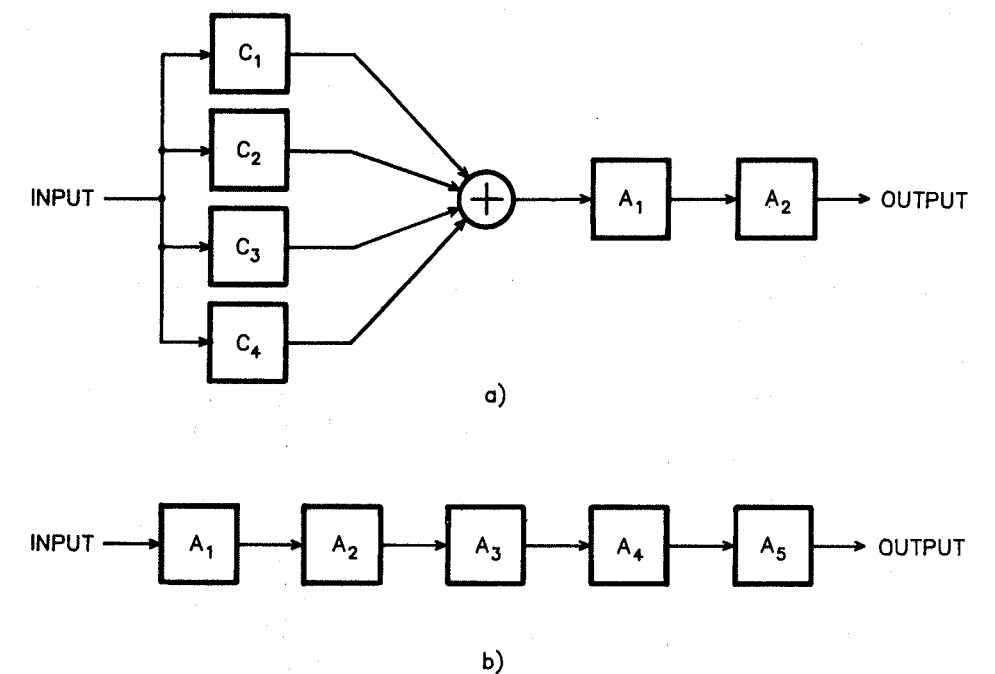 C₁
C₂
INPUT
+
A₁
A₂
OUTPUT
C₃
C₄
a)
INPUT
A₁
A₂
A₃
A₄
A₅
OUTPUT
b)